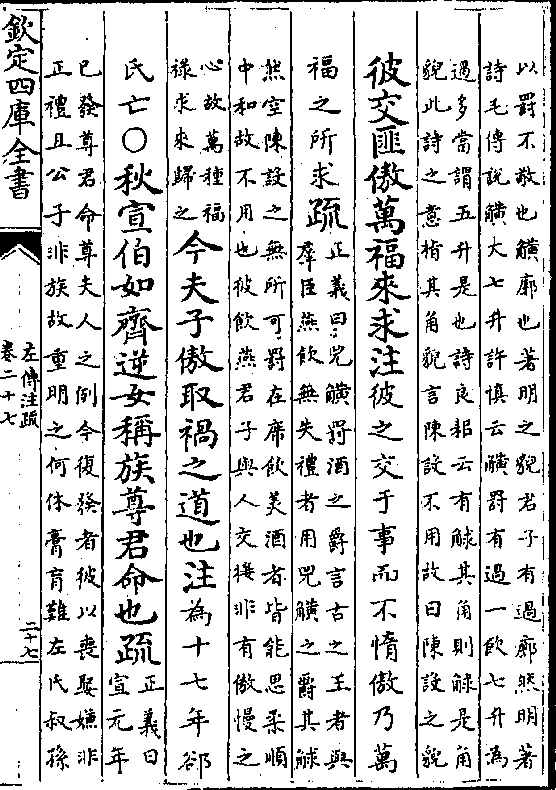 以罰不敬也觵廓也著明之貌君子有過廓然明著
詩毛傳說觵大七升許慎云觵罰有過一飲七升為
過多當謂五升是也詩良耜云有觩其角則觩是角
貌此詩之意指其角貌言陳設不用故曰陳設之貌
彼交匪傲萬福來求注彼之交于事而不惰傲乃萬
福之所求疏正義曰兕觵罰酒之爵言古之王者與
羣臣燕飲無失禮者用兕觵之爵其觩
然空陳設之無所可罰在席飲美酒者皆能思柔順
中和故不用也彼飲燕君子與人交接非有傲慢之
心故萬種福
祿求來歸之今夫子傲取禍之道也注為十七年郤
氏亡○秋宣伯如齊逆女稱族尊君命也疏正義曰
宣元年
已發尊君命尊夫人之例今復發者彼以喪娶嫌非
正禮且公子非族故重明之何休膏肓難左氏叔孫
欽定四庫全書
左傳注疏
卷二十七
二十七